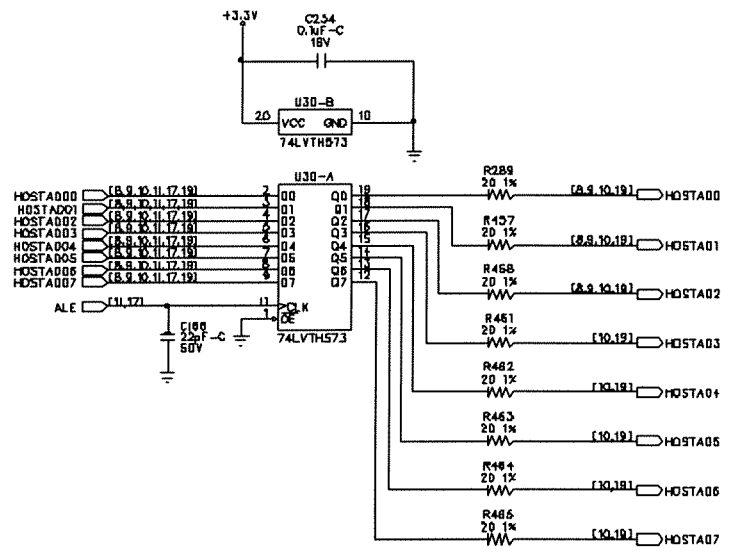 +3.3V
C254
0.1uF-C
16V
U30-B
20 VCC GND 10
74LVTH573
U30-A
HOSTAD00 [8,9,10,11,17,19] 2 D0 Q0 19
HOSTAD01 [8,9,10,11,17,19] 3 D1 Q1 18
HOSTAD02 [8,9,10,11,17,19] 4 D2 Q2 17
HOSTAD03 [8,9,10,11,17,19] 5 D3 Q3 16
HOSTAD04 [8,9,10,11,17,19] 6 D4 Q4 15
HOSTAD05 [8,9,10,11,17,19] 7 D5 Q5 14
HOSTAD06 [8,9,10,11,17,19] 8 D6 Q6 13
HOSTAD07 [8,9,10,11,17,19] 9 D7 Q7 12
ALE [11,17] 11 CLK
1 OE
74LVTH573
22pF-C
50V
R289
20 1%
[8,9,10,19] HOSTA00
R457
20 1%
[8,9,10,19] HOSTA01
R458
20 1%
[8,9,10,19] HOSTA02
R461
20 1%
[10,19] HOSTA03
R462
20 1%
[10,19] HOSTA04
R463
20 1%
[10,19] HOSTA05
R464
20 1%
[10,19] HOSTA06
R465
20 1%
[10,19] HOSTA07